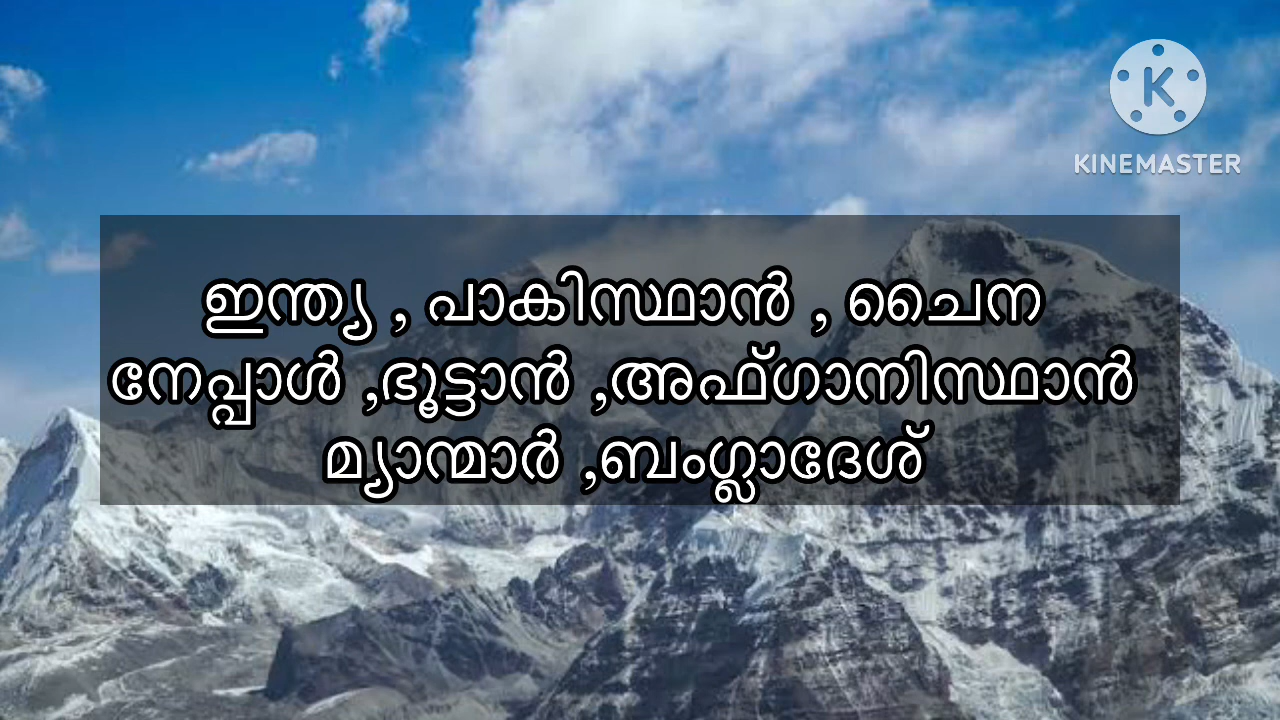 K
KINEMASTER
ഇന്ത്യ , പാകിസ്ഥാൻ , ചൈന
നേപ്പാൾ ,ഭൂട്ടാൻ ,അഫ്ഗാനിസ്ഥാൻ
മ്യാന്മാർ ,ബംഗ്ലാദേശ്